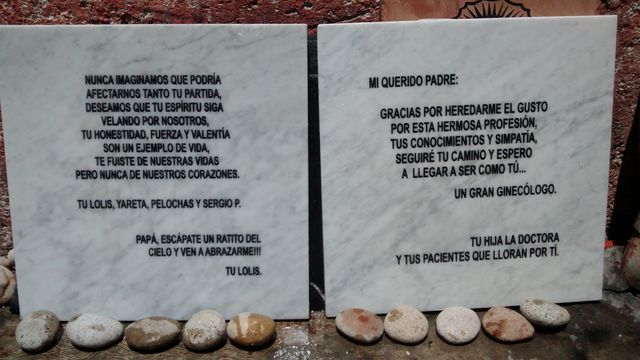 NUNCA IMAGINAMOS QUE PODRÍA
AFECTARNOS TANTO TU PARTIDA,
DESEAMOS QUE TU ESPÍRITU SIGA
VELANDO POR NOSOTROS,
TU HONESTIDAD, FUERZA Y VALENTÍA
SON UN EJEMPLO DE VIDA,
TE FUISTE DE NUESTRAS VIDAS
PERO NUNCA DE NUESTROS CORAZONES.
TU LOLIS, YARETA, PELOCHAS Y SERGIO P.
PAPÁ, ESCÁPATE UN RATITO DEL
CIELO Y VEN A ABRAZARME!!!
TU LOLIS.
MI QUERIDO PADRE:
GRACIAS POR HEREDARME EL GUSTO
POR ESTA HERMOSA PROFESIÓN,
TUS CONOCIMIENTOS Y SIMPATÍA,
SEGUIRÉ TU CAMINO Y ESPERO
A LLEGAR A SER COMO TÚ...
UN GRAN GINECÓLOGO.
TU HIJA LA DOCTORA
Y TUS PACIENTES QUE LLORAN POR TÍ.